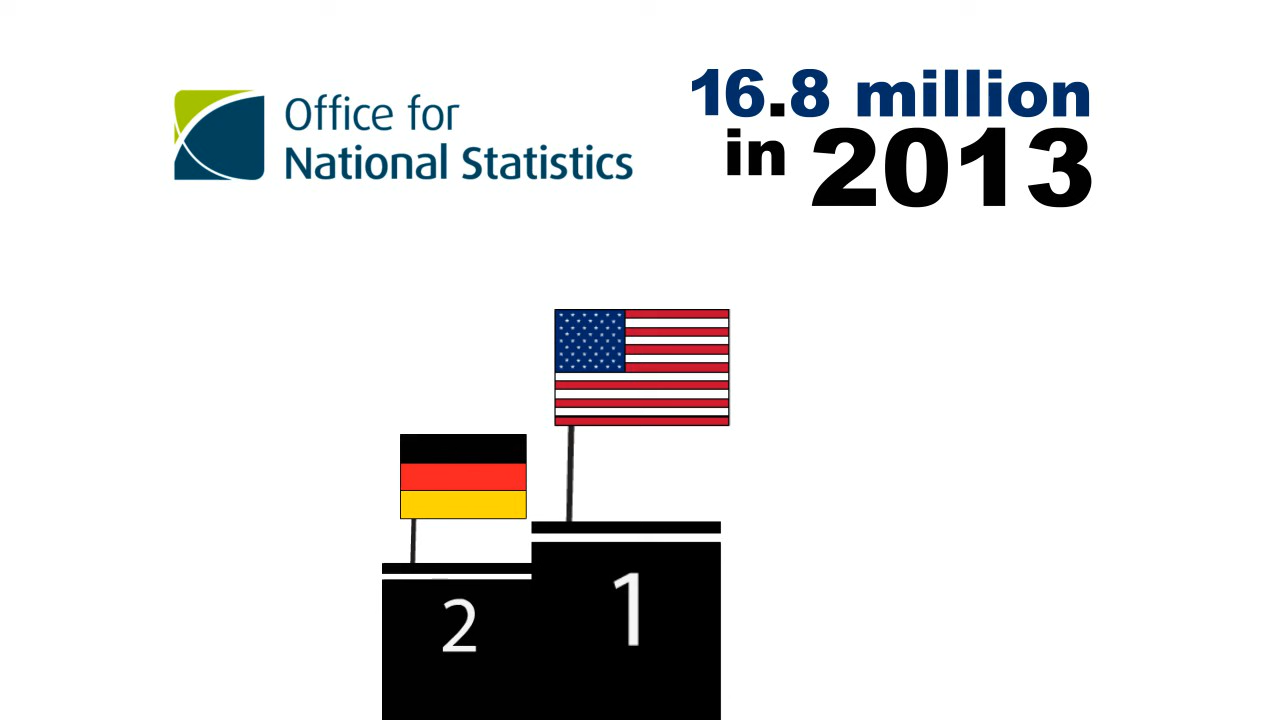 Office for
National Statistics
16.8 million
in 2013
2
1